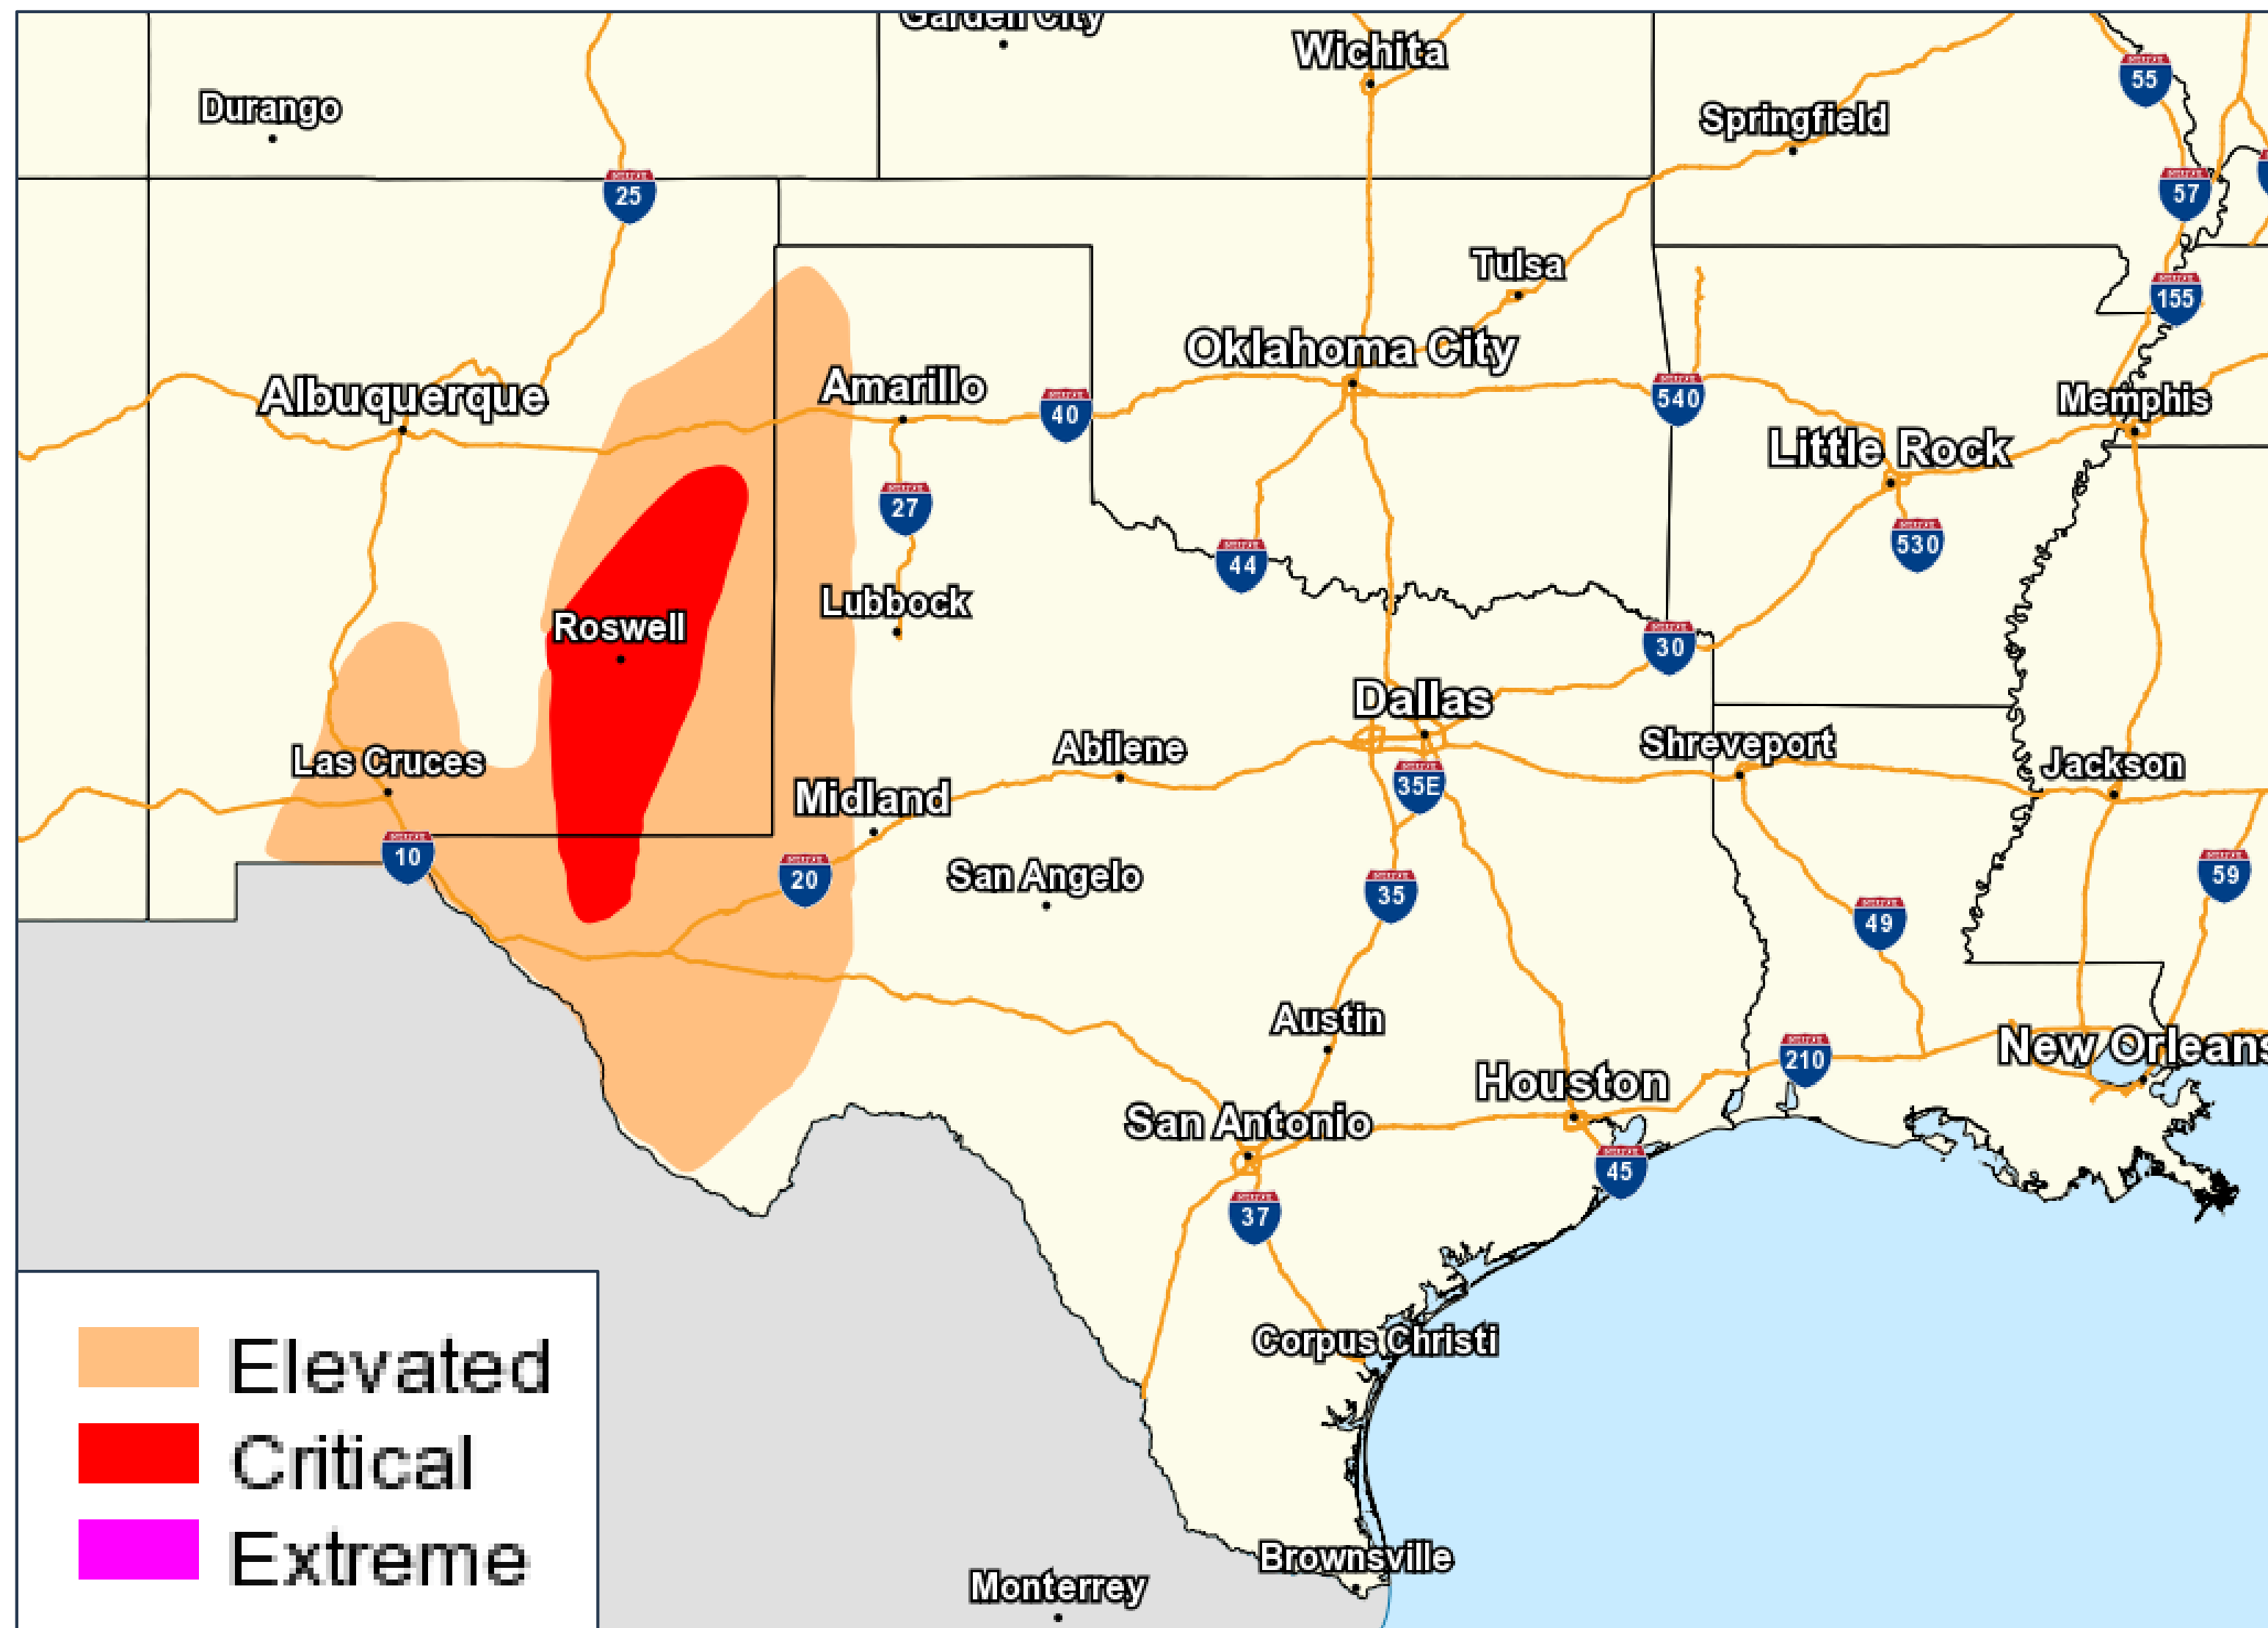 Garden City
Wichita
55
Durango
Springfield
25
57
Tulsa
155
Oklahoma City
Albuquerque
Amarillo
40
540
Memphis
Little Rock
27
530
44
Lubbock
Roswell
30
Dallas
Las Cruces
Abilene
Shreveport
Jackson
35E
Midland
10
20
San Angelo
35
59
49
Austin
New Orleans
210
Houston
San Antonio
45
37
Corpus Christi
Elevated
Critical
Extreme
Brownsville
Monterrey